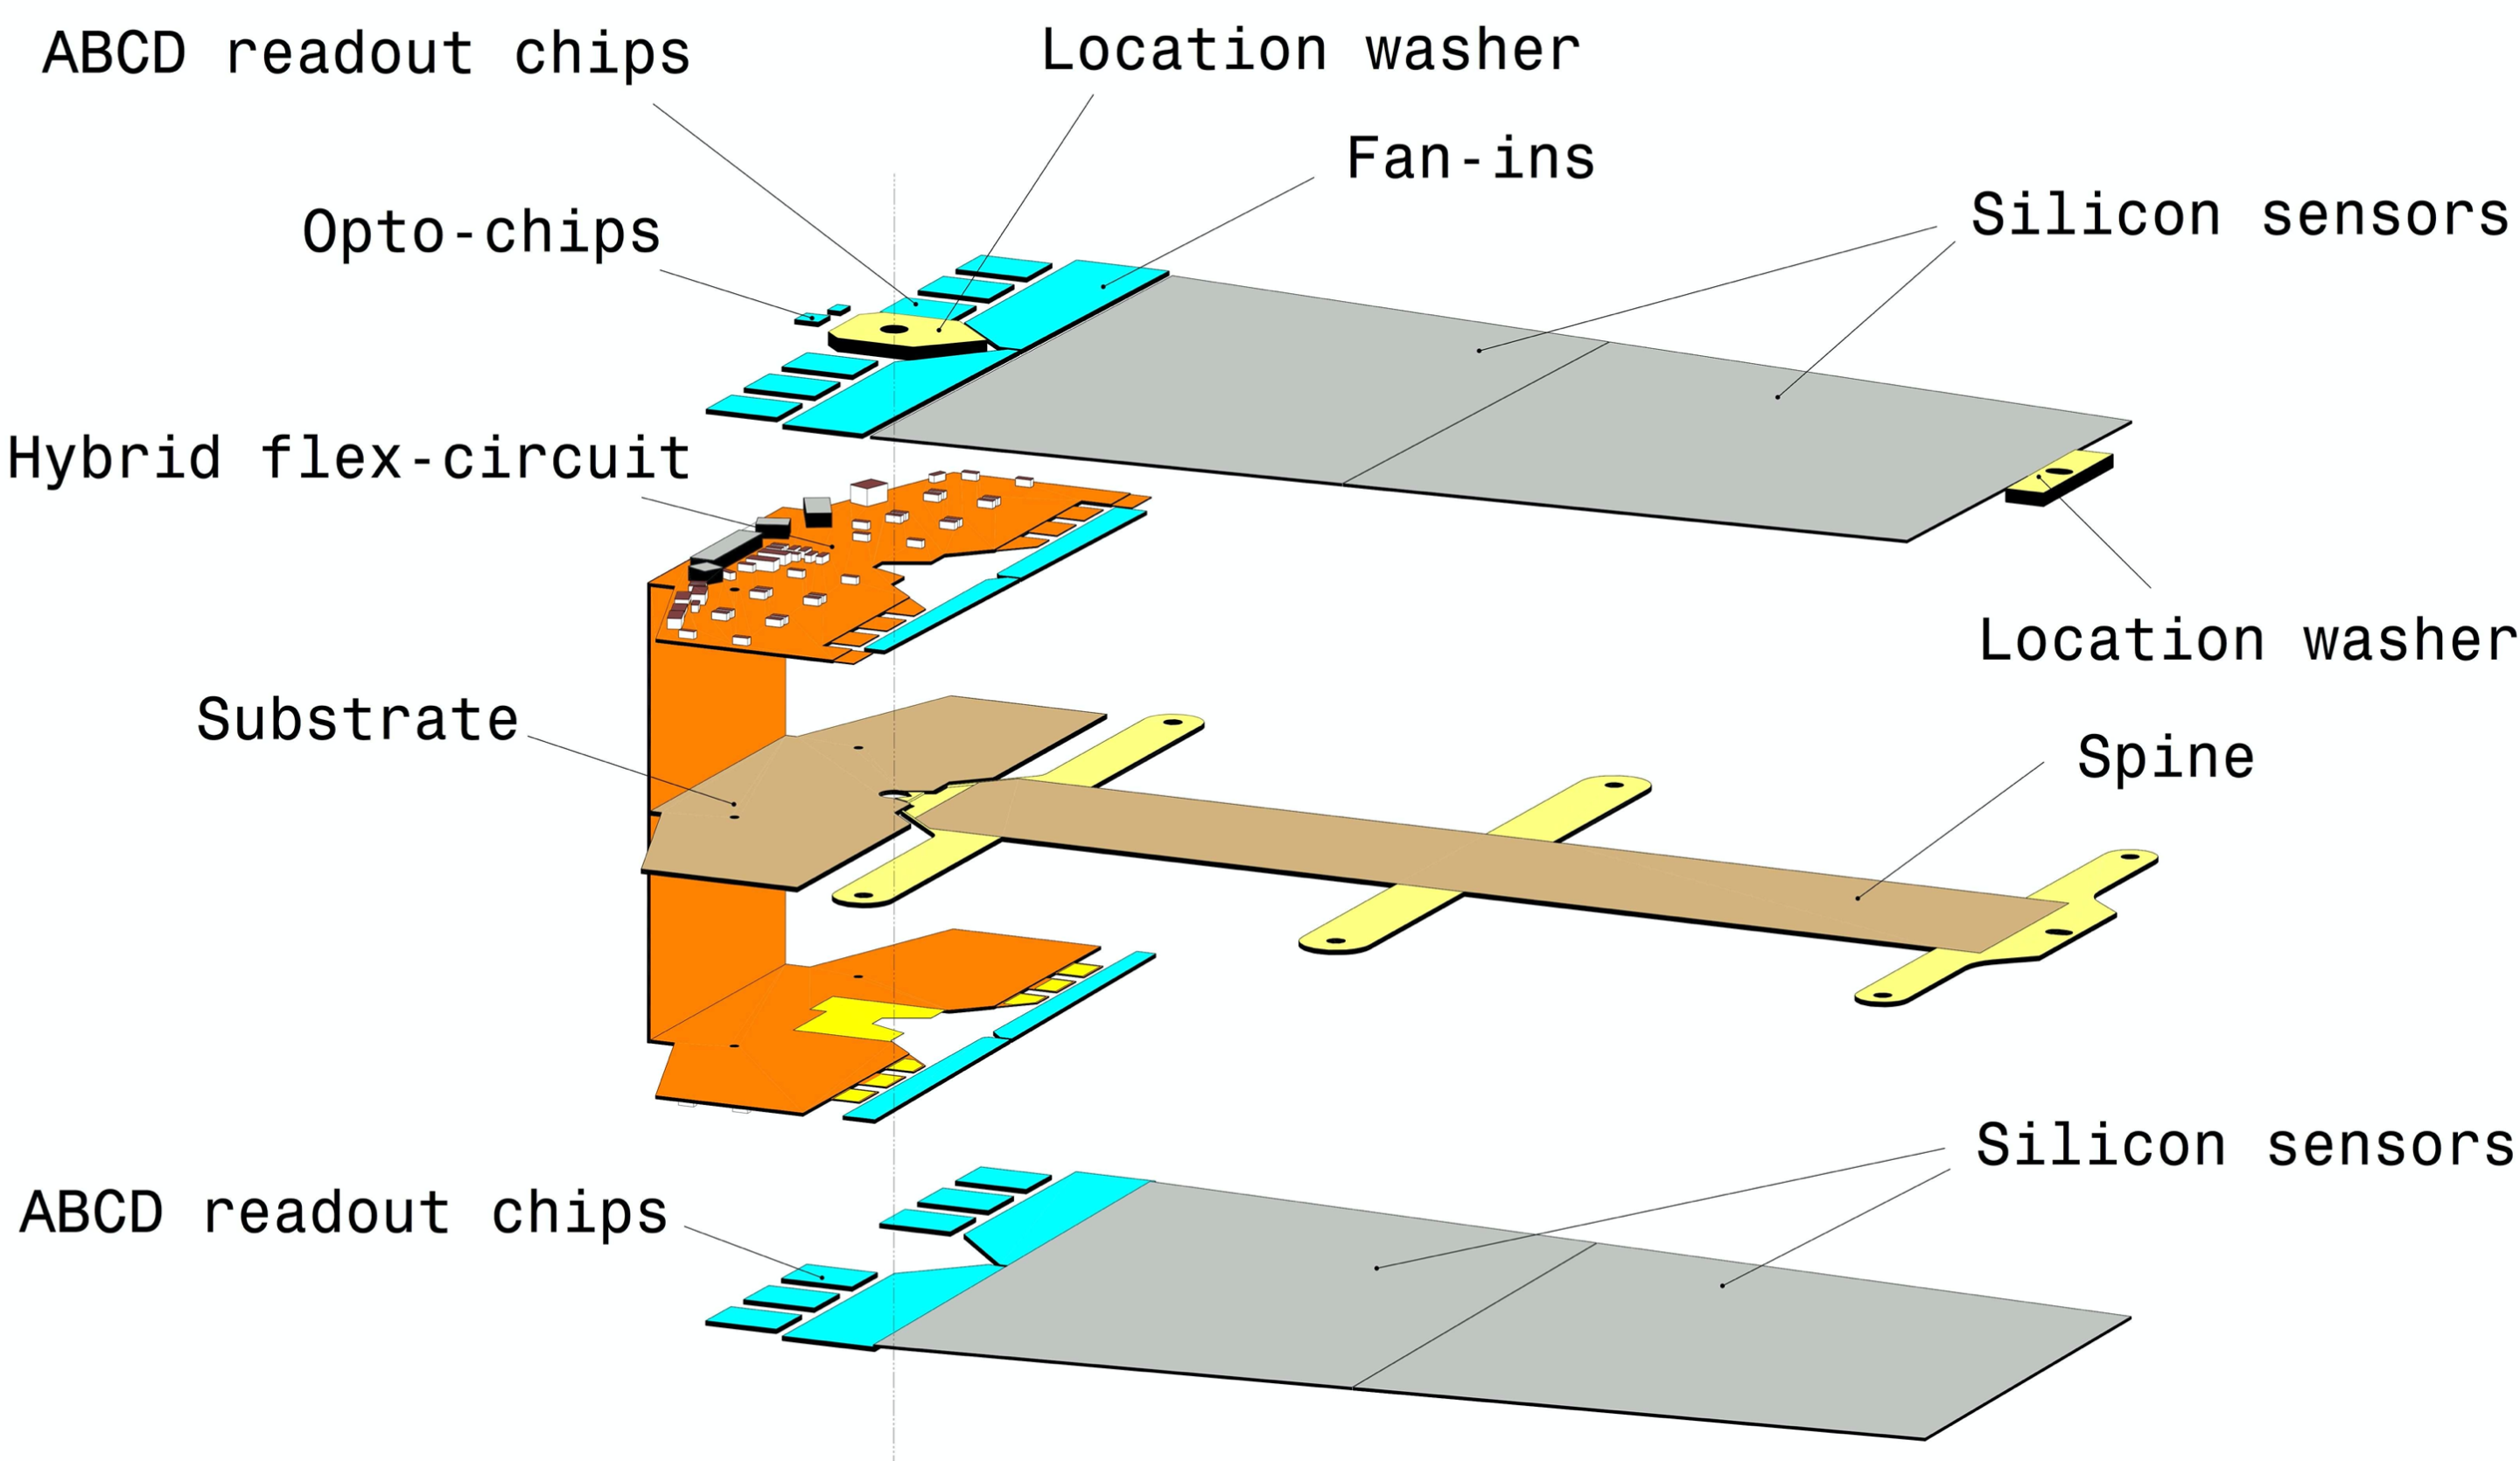 ABCD readout chips
Location washer
Fan-ins
Silicon sensors
Opto-chips
Hybrid flex-circuit
Location washer
Substrate
Spine
Silicon sensors
ABCD readout chips